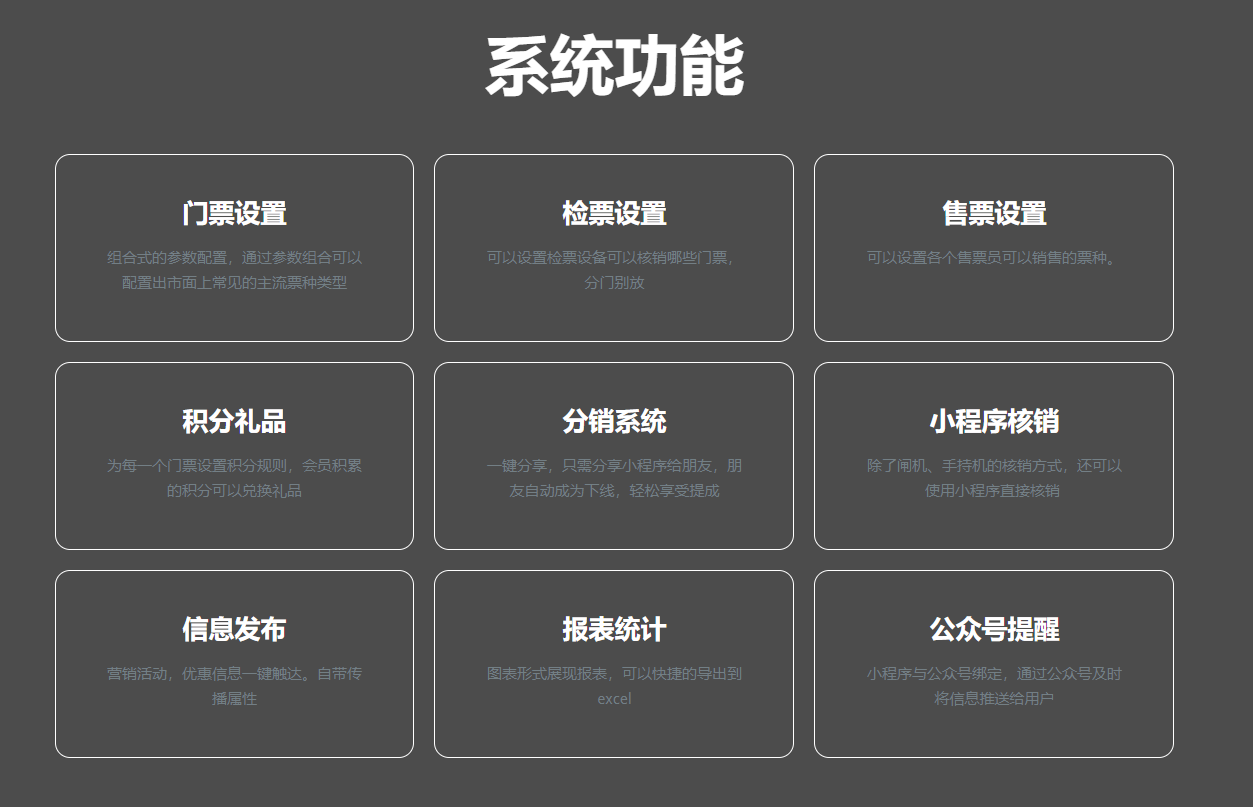 系统功能
门票设置
组合式的参数配置，通过参数组合可以
配置出市面上常见的主流票种类型
检票设置
可以设置检票设备可以核销哪些门票，
分门别放
售票设置
可以设置各个售票员可以销售的票种。
积分礼品
为每一个门票设置积分规则，会员积累
的积分可以兑换礼品
分销系统
一键分享，只需分享小程序给朋友，朋
友自动成为下线，轻松享受提成
小程序核销
除了闸机、手持机的核销方式，还可以
使用小程序直接核销
信息发布
营销活动，优惠信息一键触达。自带传
播属性
报表统计
图表形式展现报表，可以快捷的导出到
excel
公众号提醒
小程序与公众号绑定，通过公众号及时
将信息推送给用户